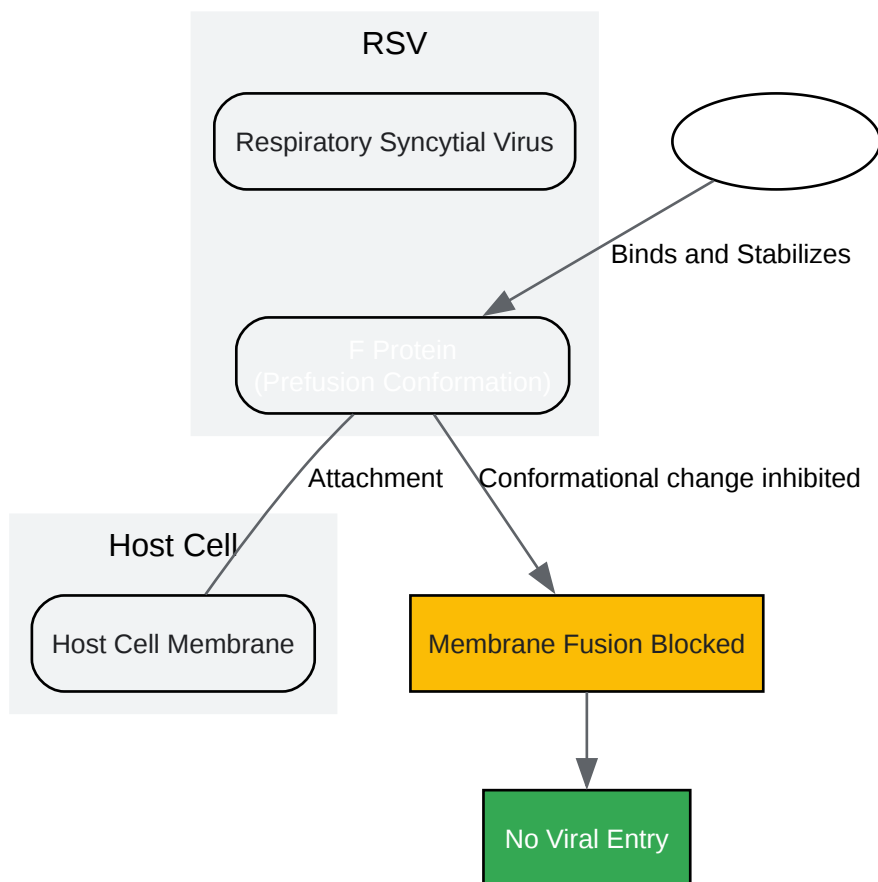 RSV
Respiratory Syncytial Virus
Binds and Stabilizes
F Protein
(Prefusion Conformation)
Attachment
Conformational change inhibited
Host Cell
Host Cell Membrane
Membrane Fusion Blocked
No Viral Entry